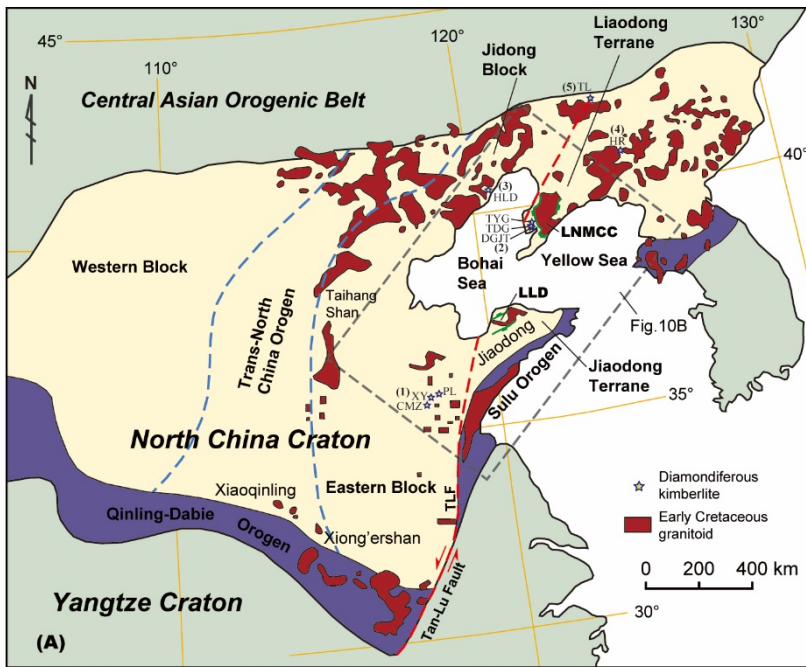 45°
110°
120°
130°
40°
35°
30°
N
Central Asian Orogenic Belt
Jidong
Block
Liaodong
Terrane
(5) TL
(4)
HR
(3)
HLD
TYG
TDG
DGJT
(2)
LNMCC
Bohai
Sea
Yellow Sea
Western Block
Trans-North
China Orogen
Taihang
Shan
LLD
Jiaodong
Fig.10B
Jiaodong
Terrane
Sulu Orogen
(1) XY PL
CMZ
North China Craton
Eastern Block
TLF
Xiaoqinling
Xiong'ershan
Qinling-Dabie
Orogen
Tan-Lu Fault
Yangtze Craton
Diamondiferous
kimberlite
Early Cretaceous
granitoid
0 200 400 km
(A)